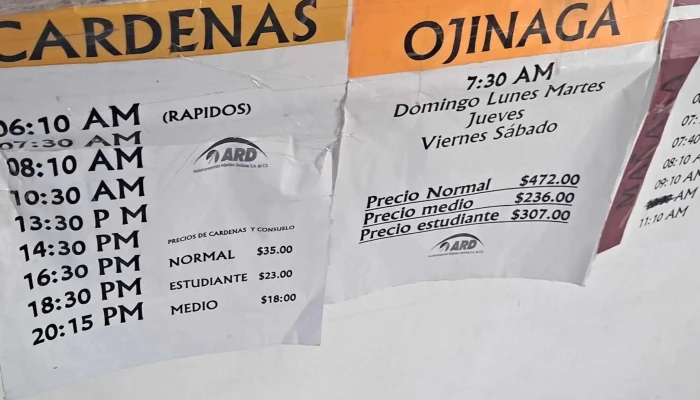 CARDENAS
06:10 AM (RAPIDOS)
07:30 AM
08:10 AM
10:30 AM
13:30 P M
14:30 PM
16:30 PM
18:30 PM
20:15 PM
ARD
PRECIOS DE CARDENAS Y CONSUELO
NORMAL $35.00
ESTUDIANTE $23.00
MEDIO $18:00
OJINAGA
7:30 AM
Domingo Lunes Martes
Jueves
Viernes Sábado
Precio Normal $472.00
Precio medio $236.00
Precio estudiante $307.00
ARD
07:40
09:10 AM
AM
11:10 AM